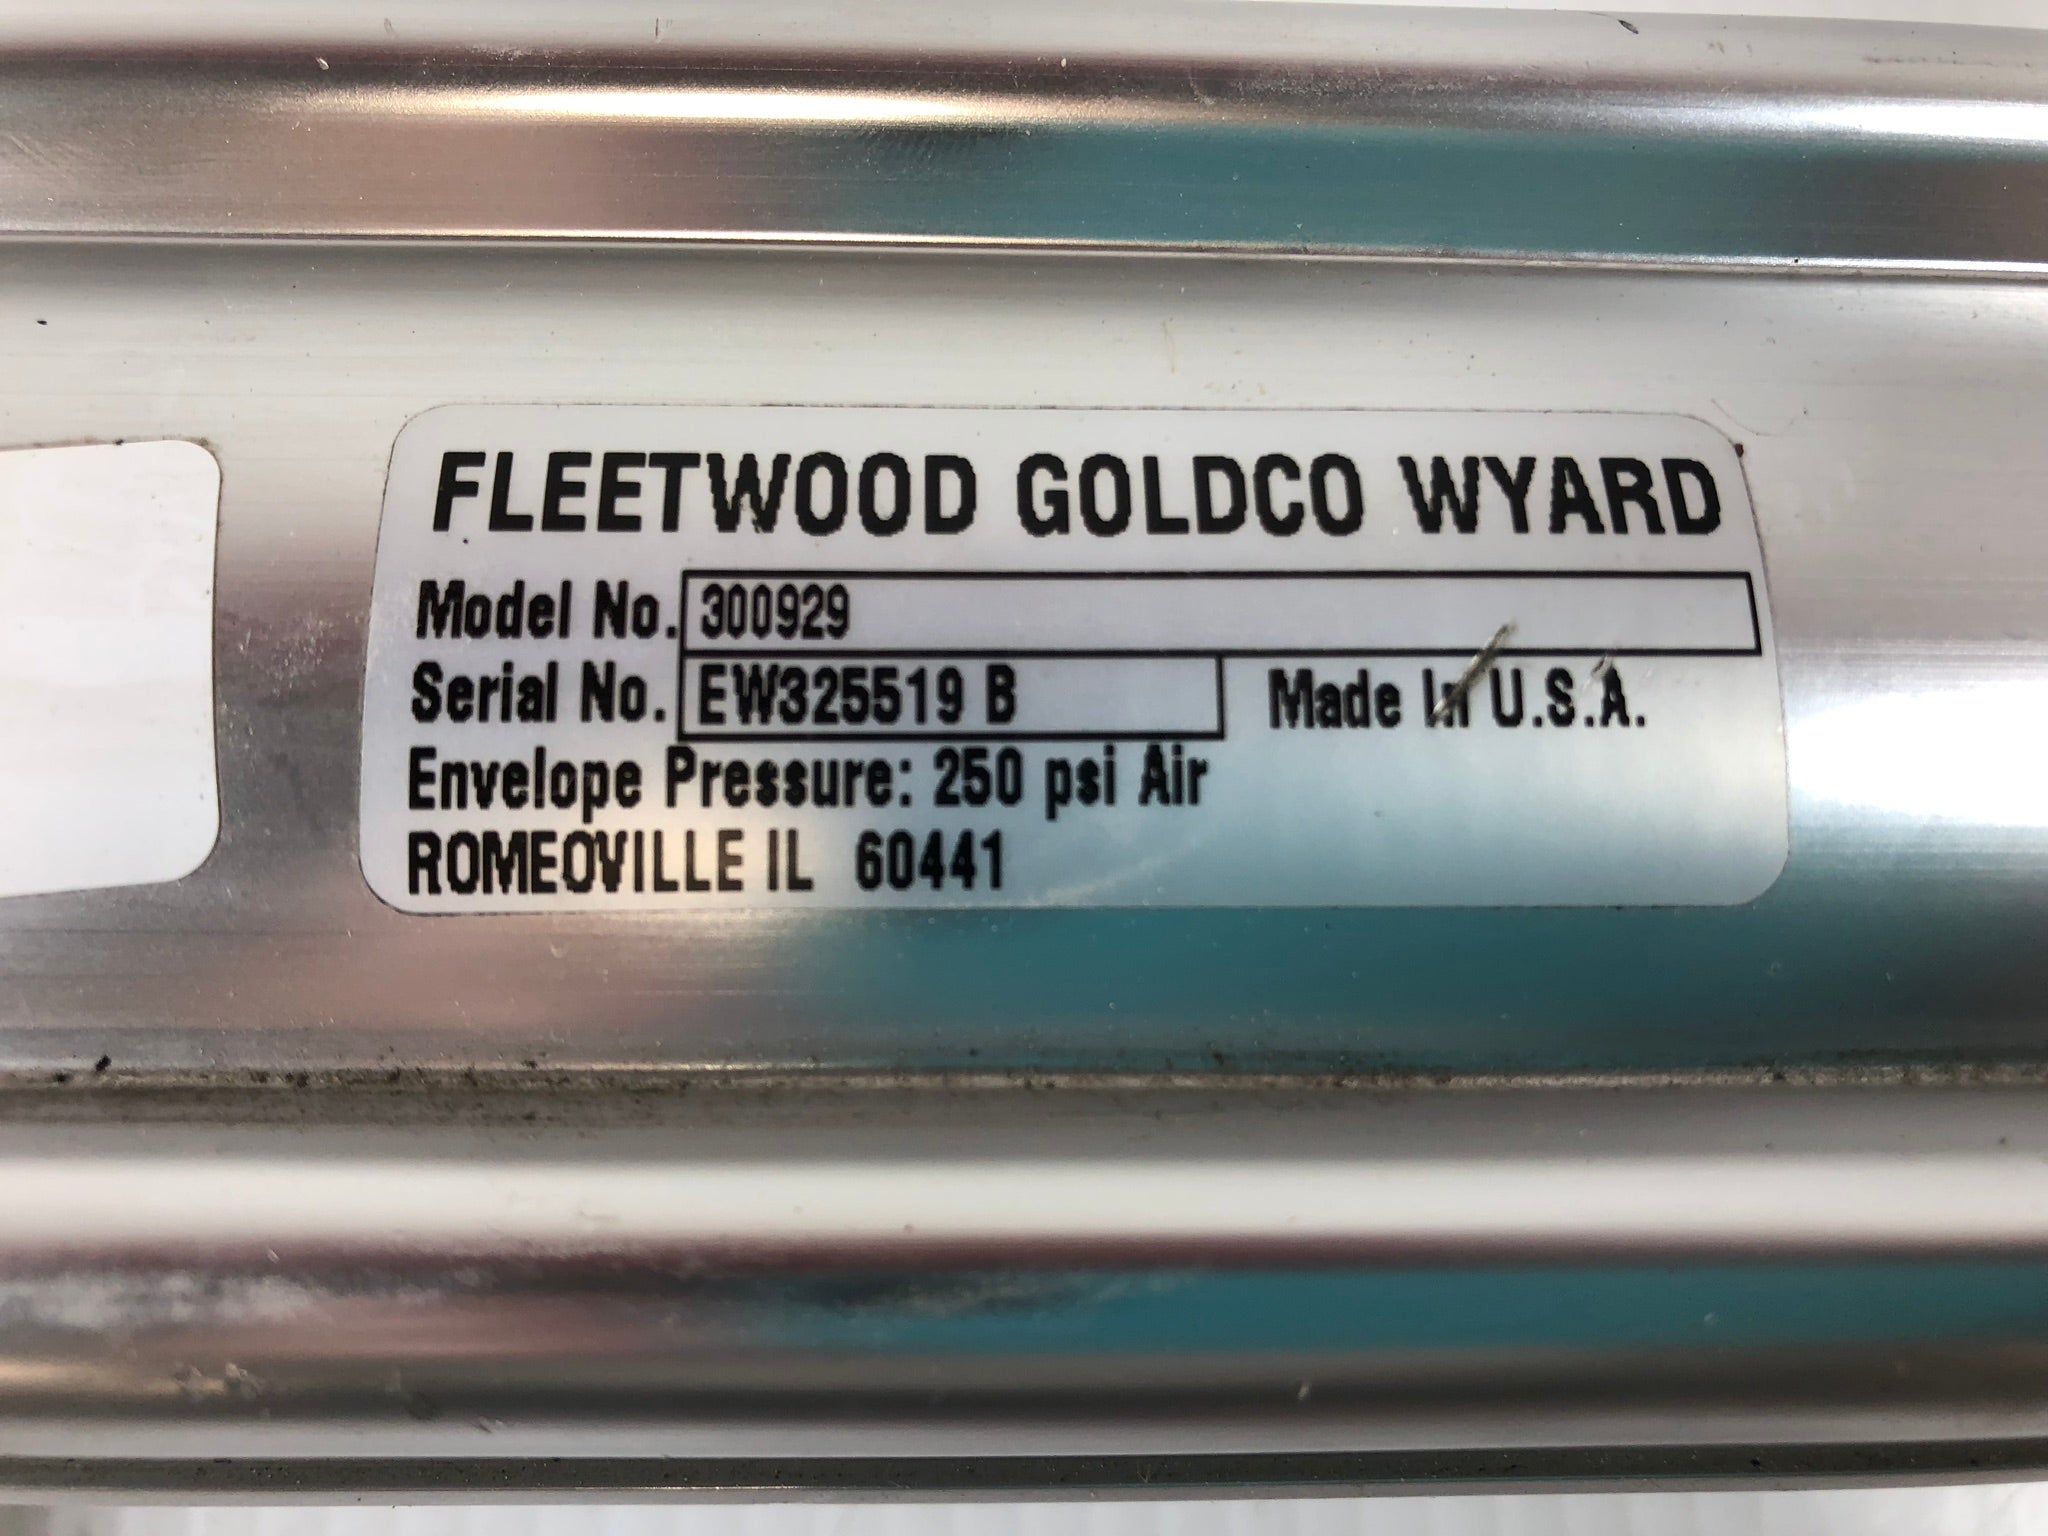 FLEETWOOD GOLDCO WYARD
Model No. 300929
Serial No. EW325519 B Made In U.S.A.
Envelope Pressure: 250 psi Air
ROMEOVILLE IL 60441